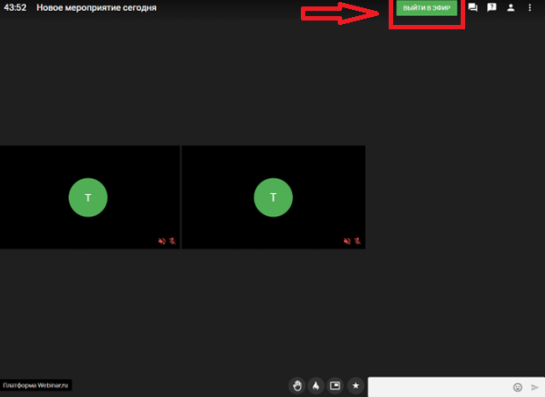 43:52 Новое мероприятие сегодня
ВЫЙТИ В ЭФИР
?
T T
Платформа Webinar.ru